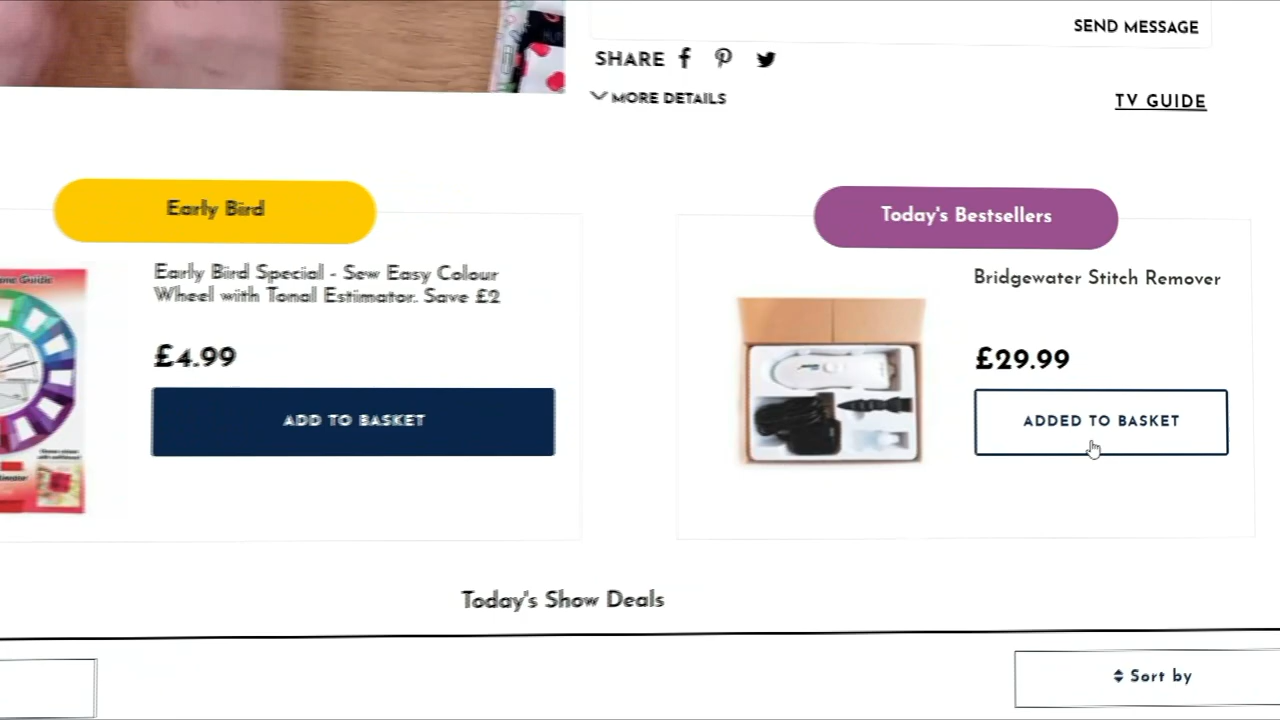 SEND MESSAGE
SHARE
MORE DETAILS
TV GUIDE
Early Bird
Today's Bestsellers
Early Bird Special - Sew Easy Colour
Wheel with Tonal Estimator. Save £2
£4.99
ADD TO BASKET
Bridgewater Stitch Remover
£29.99
ADDED TO BASKET
Guide
Today's Show Deals
Sort by